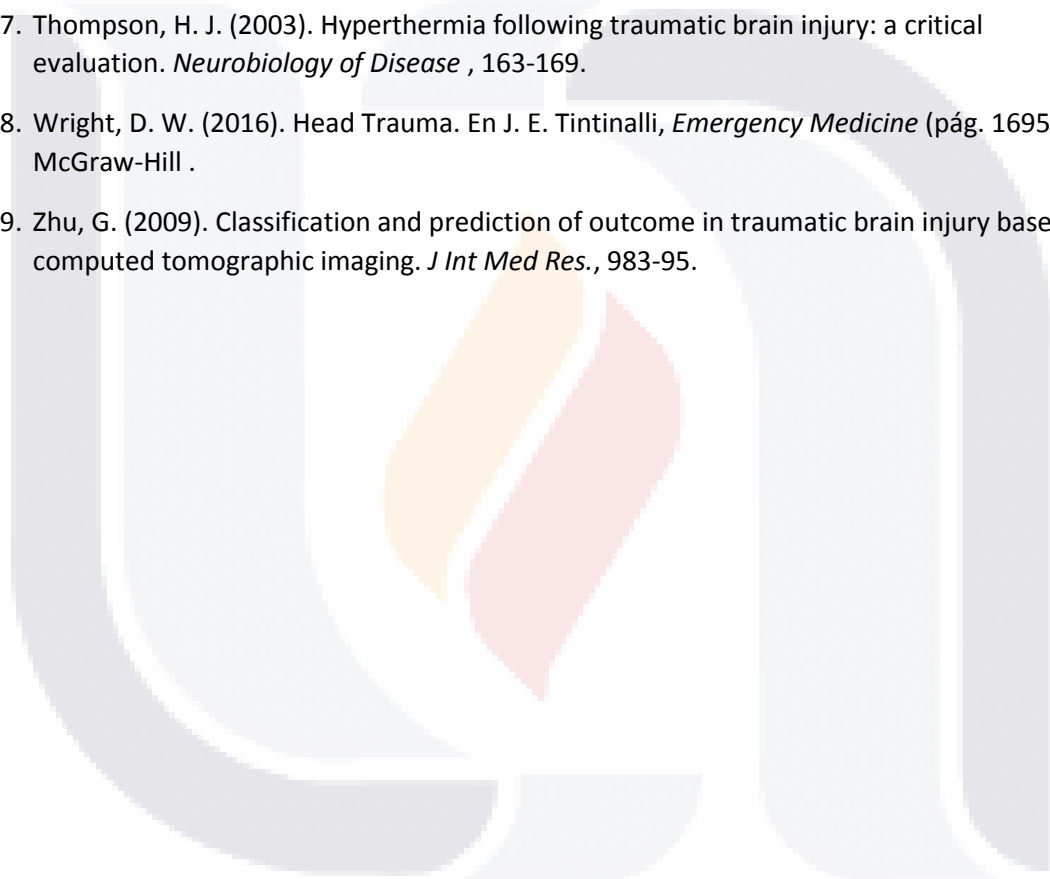 7. Thompson, H. J. (2003). Hyperthermia following traumatic brain injury: a critical
evaluation. Neurobiology of Disease , 163-169.
8. Wright, D. W. (2016). Head Trauma. En J. E. Tintinalli, Emergency Medicine (pág. 1695
McGraw-Hill .
9. Zhu, G. (2009). Classification and prediction of outcome in traumatic brain injury base
computed tomographic imaging. J Int Med Res., 983-95.